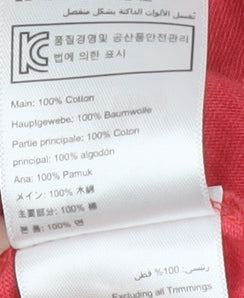 تغسل الألوان الداكنة بشكل منفصل
품질경영및 공산품안전관리
법에 의한 표시
Main: 100% Cotton
Hauptgewebe: 100% Baumwolle
Partie principale: 100% Coton
principal: 100% algodón
Ana: 100% Pamuk
メイン: 100% 木綿
主要部分: 100% 棉
본품: 100% 면
رئيسى: 100% قطن
Excluding all Trimmings